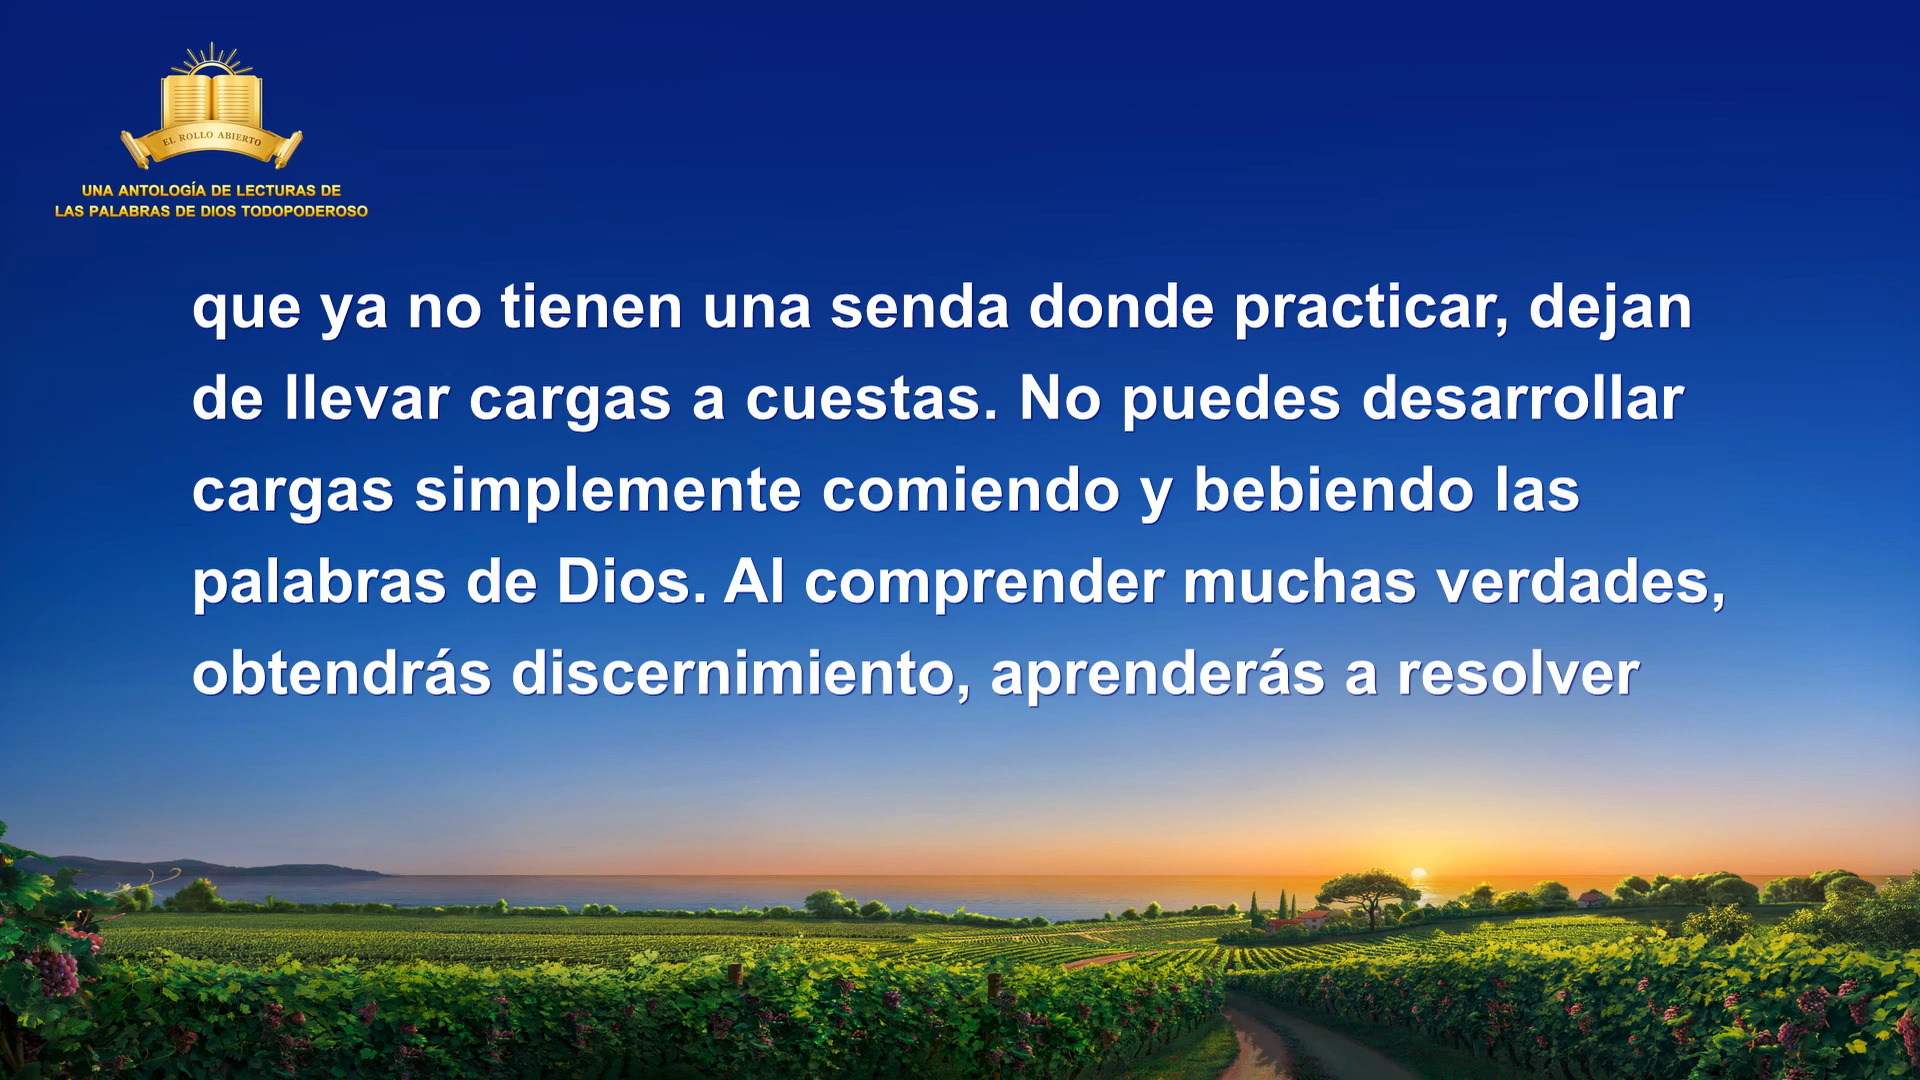 EL ROLLO ABIERTO
UNA ANTOLOGÍA DE LECTURAS DE
LAS PALABRAS DE DIOS TODOPODEROSO
que ya no tienen una senda donde practicar, dejan
de llevar cargas a cuestas. No puedes desarrollar
cargas simplemente comiendo y bebiendo las
palabras de Dios. Al comprender muchas verdades,
obtendrás discernimiento, aprenderás a resolver